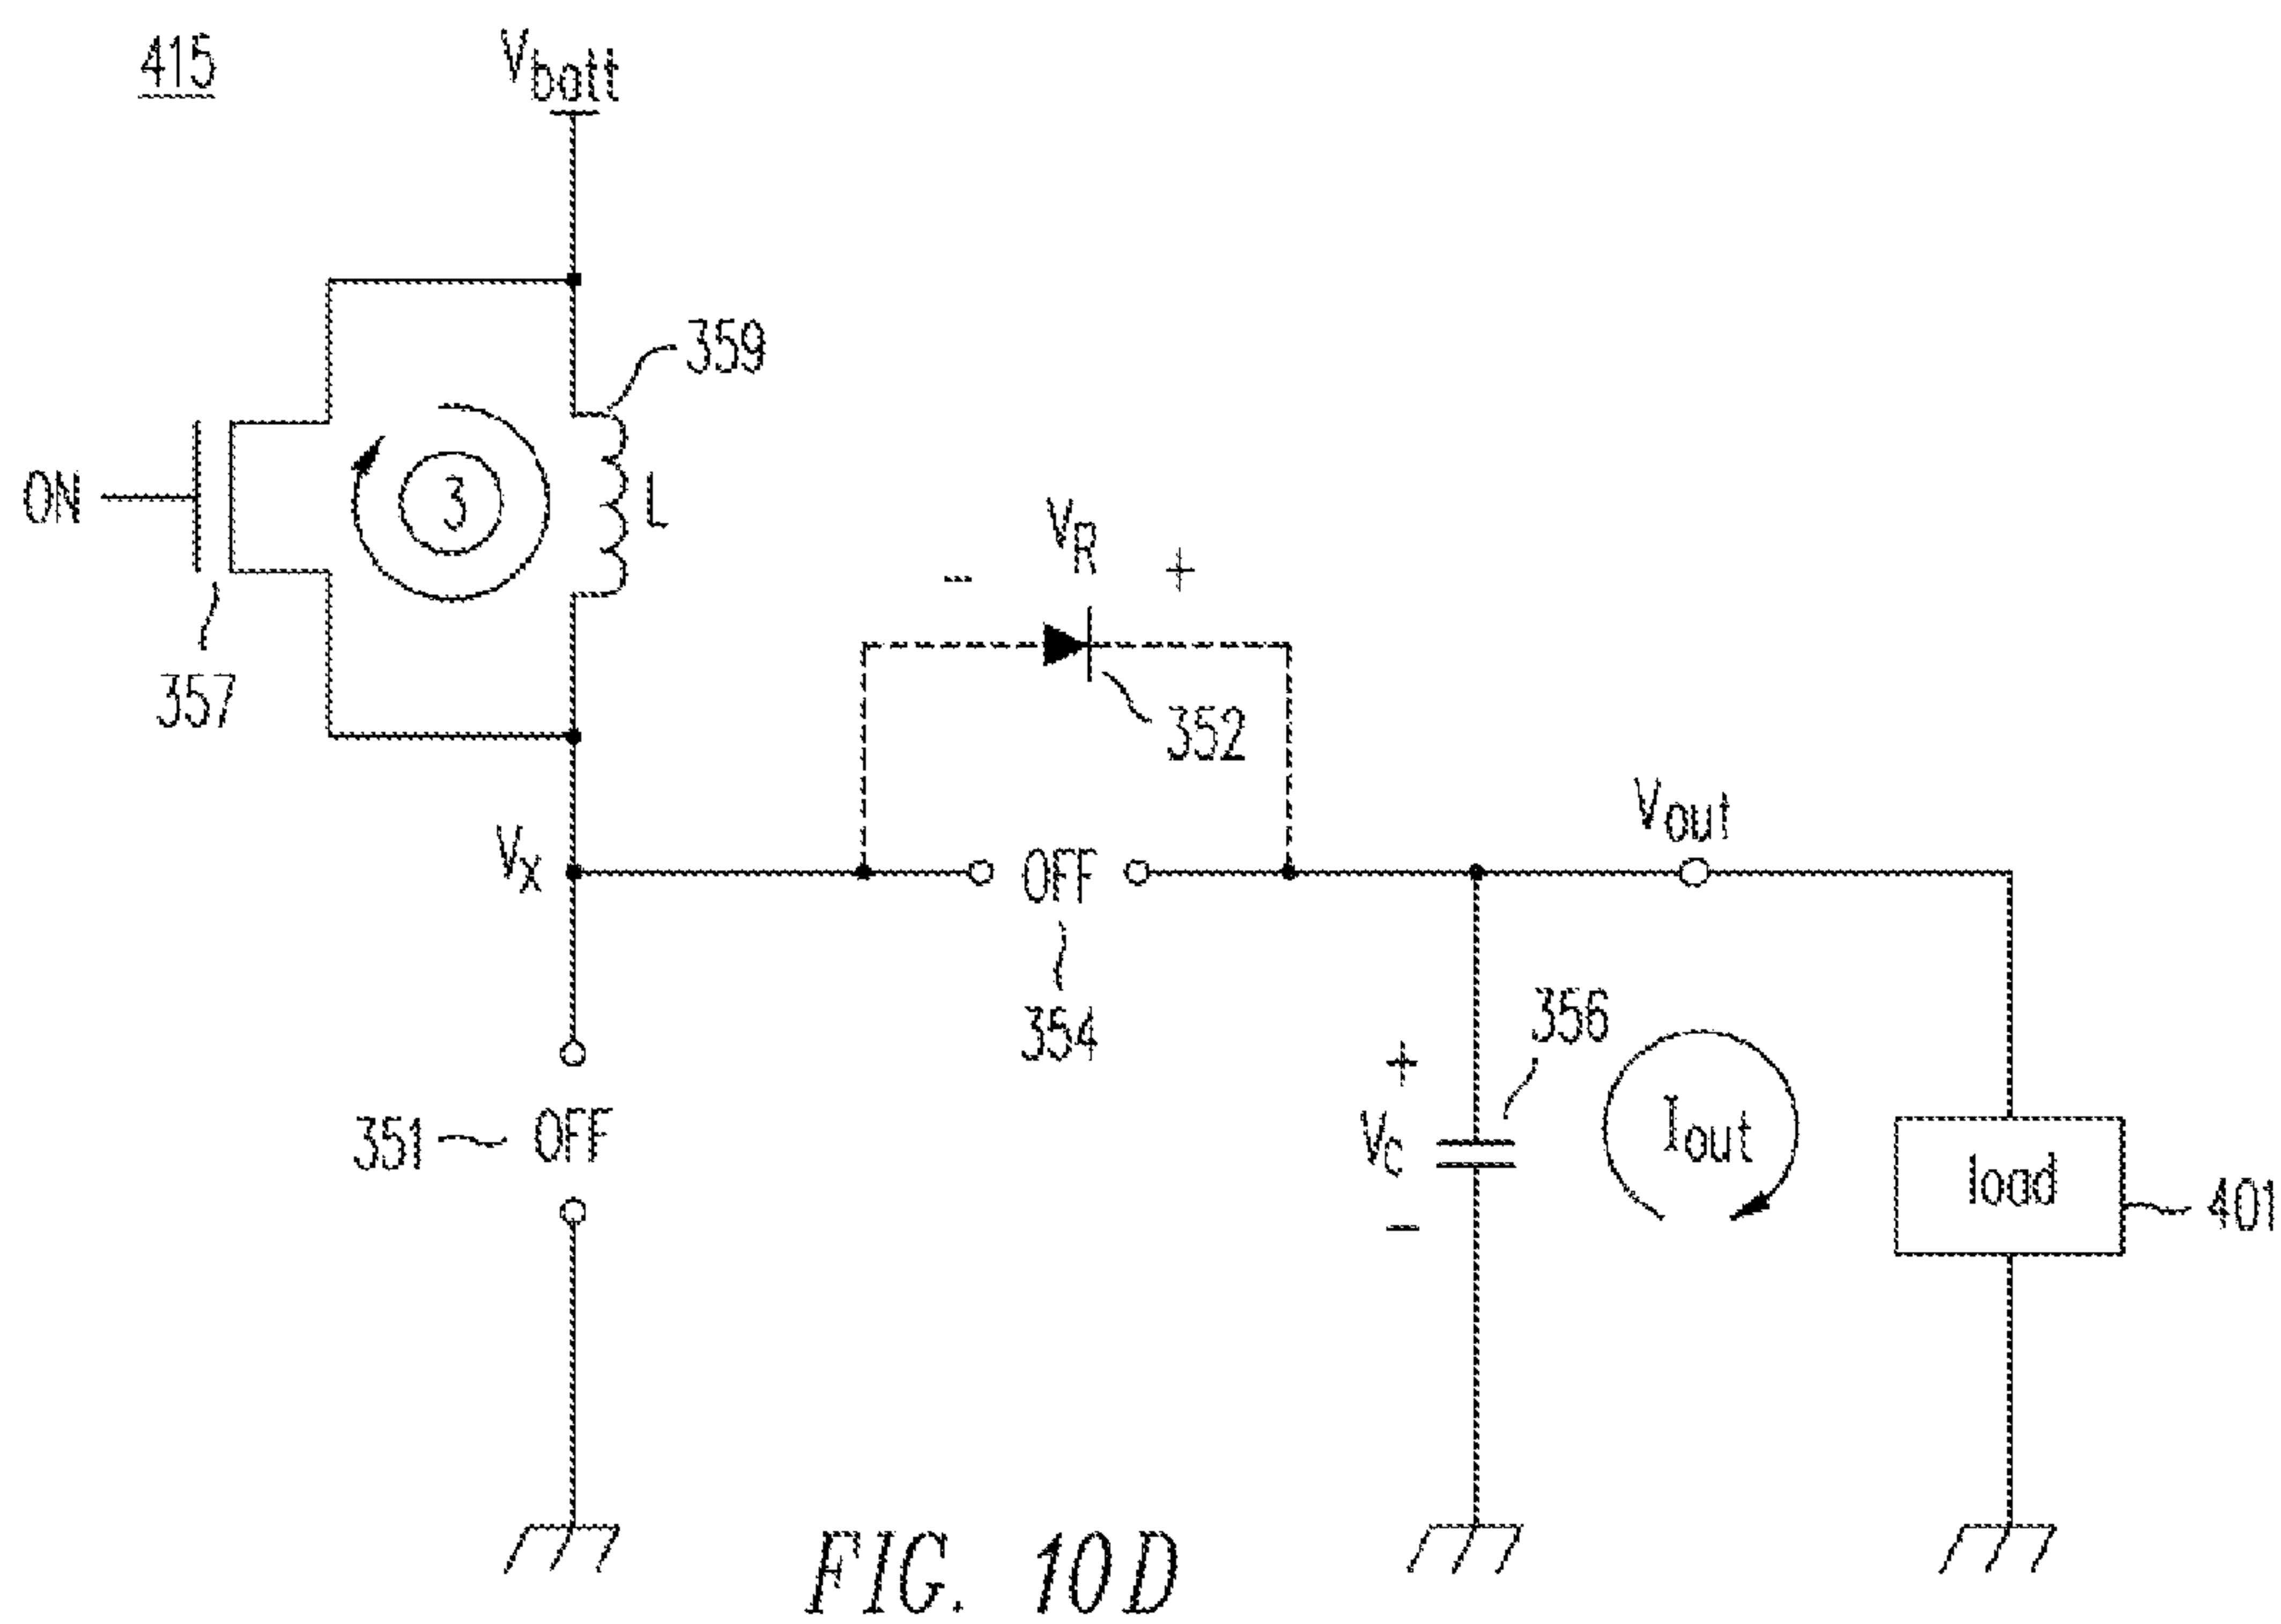 415
Vbatt
359
ON
3
L
357
VR
- +
352
Vx
OFF
354
Vout
356
+
VC
-
Iout
351
OFF
load
401
FIG. 10D